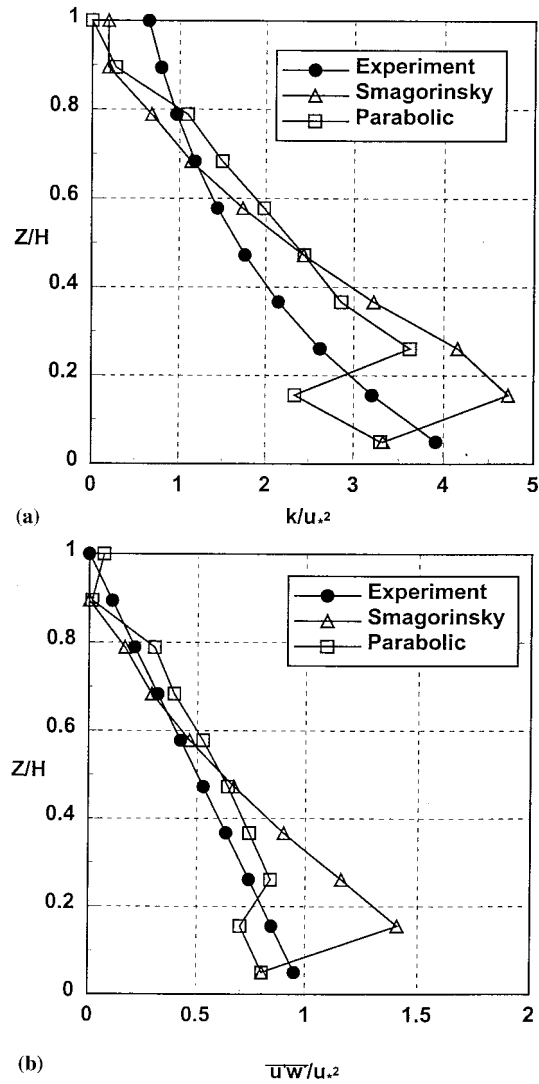 1
0.8
0.6
Z/H
0.4
0.2
0
Experiment
Smagorinsky
Parabolic
0 1 2 3 4 5
(a) k/u*²
1
0.8
0.6
Z/H
0.4
0.2
0
Experiment
Smagorinsky
Parabolic
0 0.5 1 1.5 2
(b) u'w'/u*²